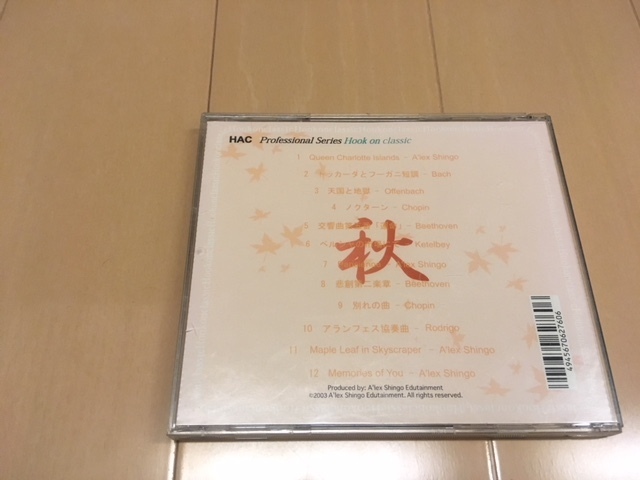 HAC Professional Series Hook on classic
1 Queen Charlotte Islands - A'lex Shingo
2 トッカータとフーガニ短調 - Bach
3 天国と地獄 - Offenbach
4 ノクターン - Chopin
5 交響曲 - Beethoven
6 ペル - Ketelbey
7 A'lex Shingo
8 悲劇第二楽章 - Beethoven
9 別れの曲 - Chopin
10 アランフェス協奏曲 - Rodrigo
11 Maple Leaf in Skyscraper - A'lex Shingo
12 Memories of You - A'lex Shingo
秋
Produced by: A'lex Shingo Edutainment.
©2003 A'lex Shingo Edutainment. All rights reserved.
4945670627606